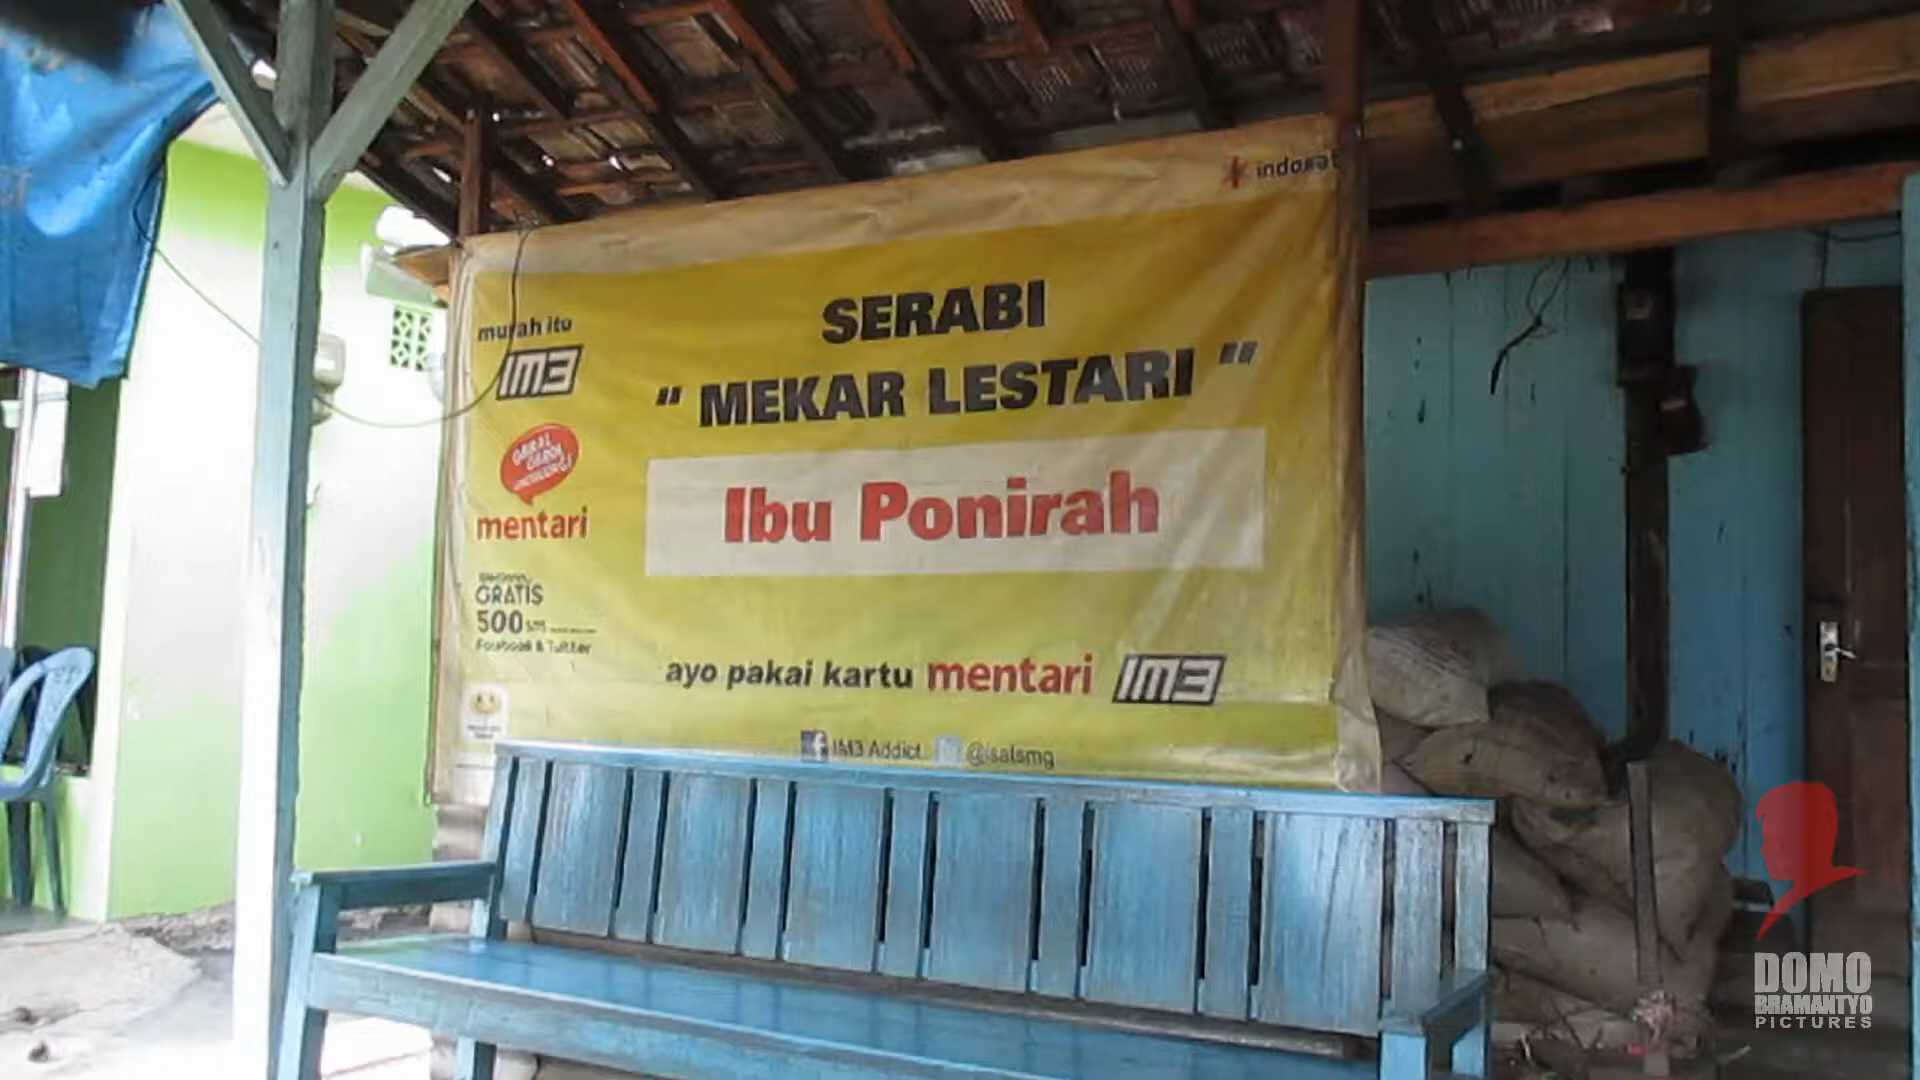 indosat
SERABI
" MEKAR LESTARI "
Ibu Ponirah
murah itu
IM3
mentari
GRATIS
500
Facebook & Twitter
ayo pakai kartu mentari IM3
IM3 Addict @isatsmg
DOMO
BRAMANTYO
PICTURES